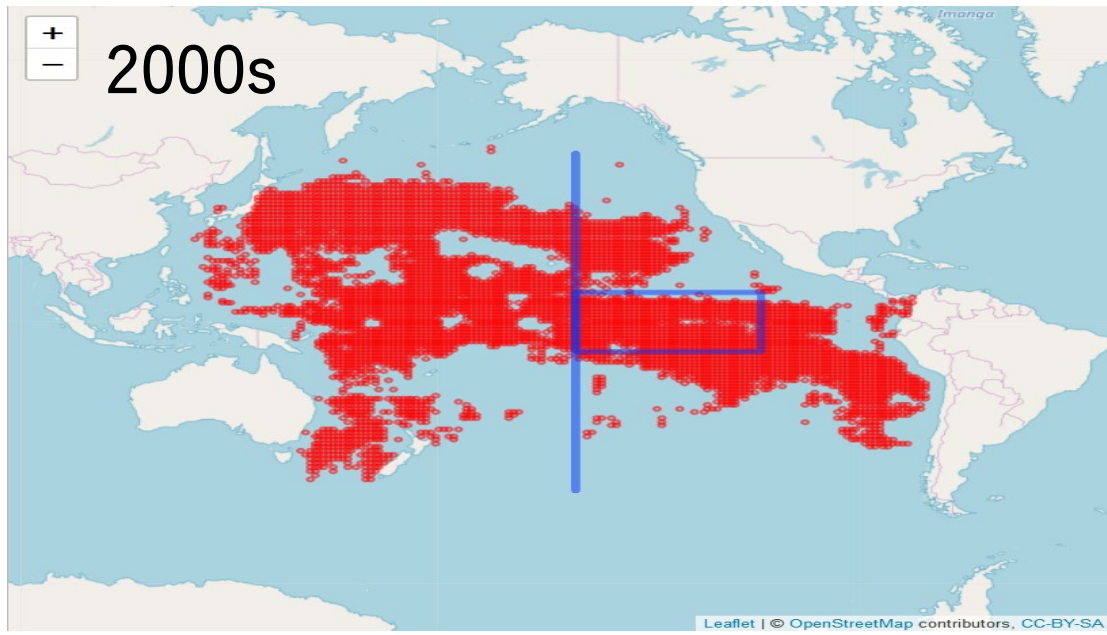 Imanga
+
2000s
−
Leaflet | © OpenStreetMap contributors, CC-BY-SA